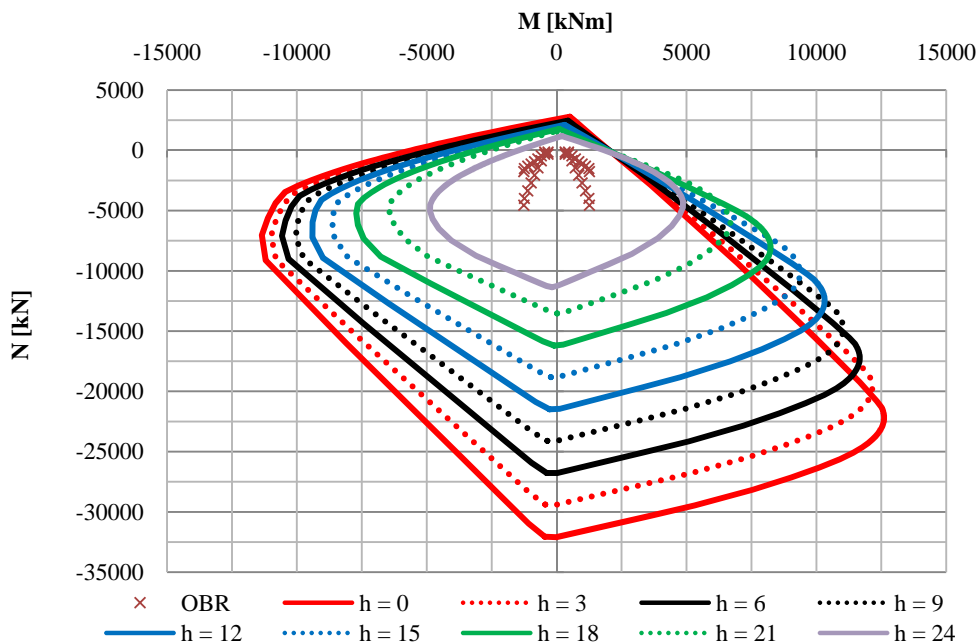 M [kNm]
-15000 -10000 -5000 0 5000 10000 15000
5000
0
-5000
-10000
-15000
-20000
-25000
-30000
-35000
N [kN]
OBR h = 0 h = 3 h = 6 h = 9
h = 12 h = 15 h = 18 h = 21 h = 24